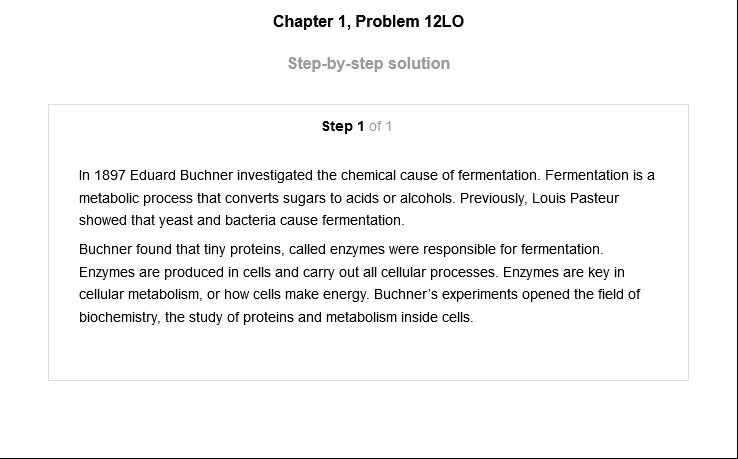 Chapter 1, Problem 12LO
Step-by-step solution
Step 1 of 1
In 1897 Eduard Buchner investigated the chemical cause of fermentation. Fermentation is a
metabolic process that converts sugars to acids or alcohols. Previously, Louis Pasteur
showed that yeast and bacteria cause fermentation.
Buchner found that tiny proteins, called enzymes were responsible for fermentation.
Enzymes are produced in cells and carry out all cellular processes. Enzymes are key in
cellular metabolism, or how cells make energy. Buchner's experiments opened the field of
biochemistry, the study of proteins and metabolism inside cells.